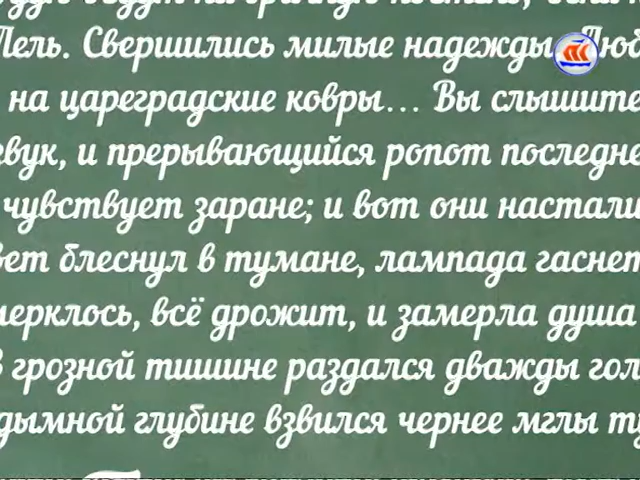 Лель. Свершились милые надежды. Люб
на цареградские ковры... Вы слышите
звук, и прерывающийся ропот последне
чувствует заране; и вот они настали
вет блеснул в тумане, лампада гаснет
мерклось, всё дрожит, и замерла душа
В грозной тишине раздался дважды гол
дымной глубине взвился чернее мглы ту